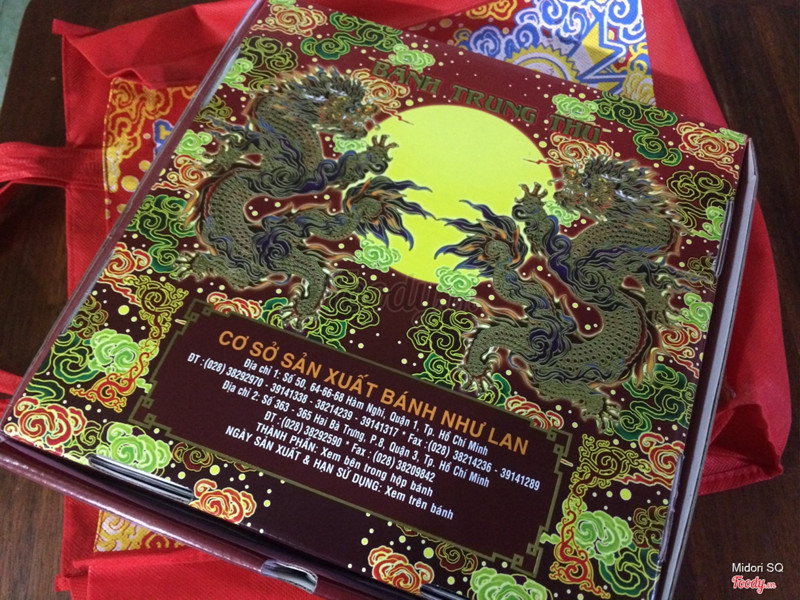 BÁNH TRUNG THU
CƠ SỞ SẢN XUẤT BÁNH NHƯ LAN
Địa chỉ 1: Số 50, 64-66-68 Hàm Nghi, Quận 1, Tp. Hồ Chí Minh
ĐT :(028) 38292970 - 39141338 - 38214239 - 39141317 * Fax : (028) 38214236 - 39141289
Địa chỉ 2: Số 363 - 365 Hai Bà Trưng, P.8, Quận 3, Tp. Hồ Chí Minh
ĐT :(028) 38292590 * Fax : (028) 38209842
THÀNH PHẦN: Xem bên trong hộp bánh
NGÀY SẢN XUẤT & HẠN SỬ DỤNG: Xem trên bánh
Midori SQ
Foody.vn